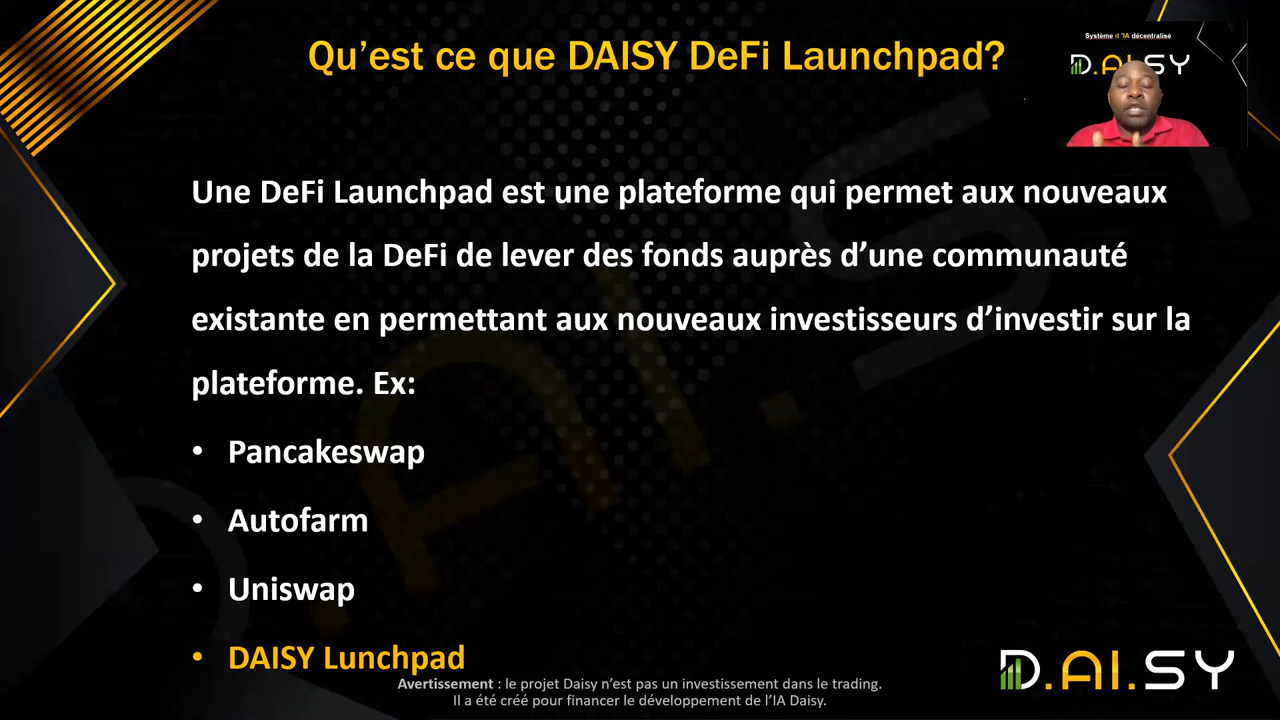 Qu’est ce que DAISY DeFi Launchpad?
Système d’IA décentralisé
D.AI.SY
Une DeFi Launchpad est une plateforme qui permet aux nouveaux
projets de la DeFi de lever des fonds auprès d’une communauté
existante en permettant aux nouveaux investisseurs d’investir sur la
plateforme. Ex:
• Pancakeswap
• Autofarm
• Uniswap
• DAISY Lunchpad
Avertissement : le projet Daisy n’est pas un investissement dans le trading.
Il a été créé pour financer le développement de l’IA Daisy.
D.AI.SY